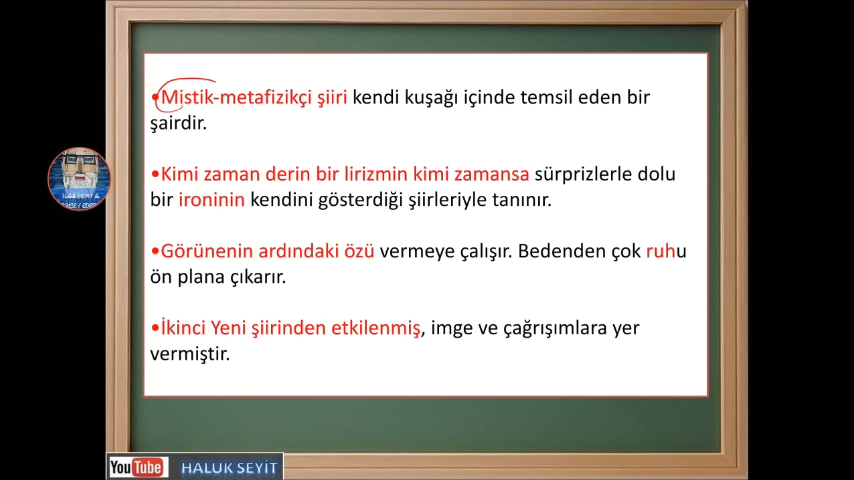 •Mistik-metafizikçi şiiri kendi kuşağı içinde temsil eden bir
şairdir.
•Kimi zaman derin bir lirizmin kimi zamansa sürprizlerle dolu
bir ironinin kendini gösterdiği şiirleriyle tanınır.
•Görünenin ardındaki özü vermeye çalışır. Bedenden çok ruhu
ön plana çıkarır.
•İkinci Yeni şiirinden etkilenmiş, imge ve çağrışımlara yer
vermiştir.
YouTube HALUK SEYİT